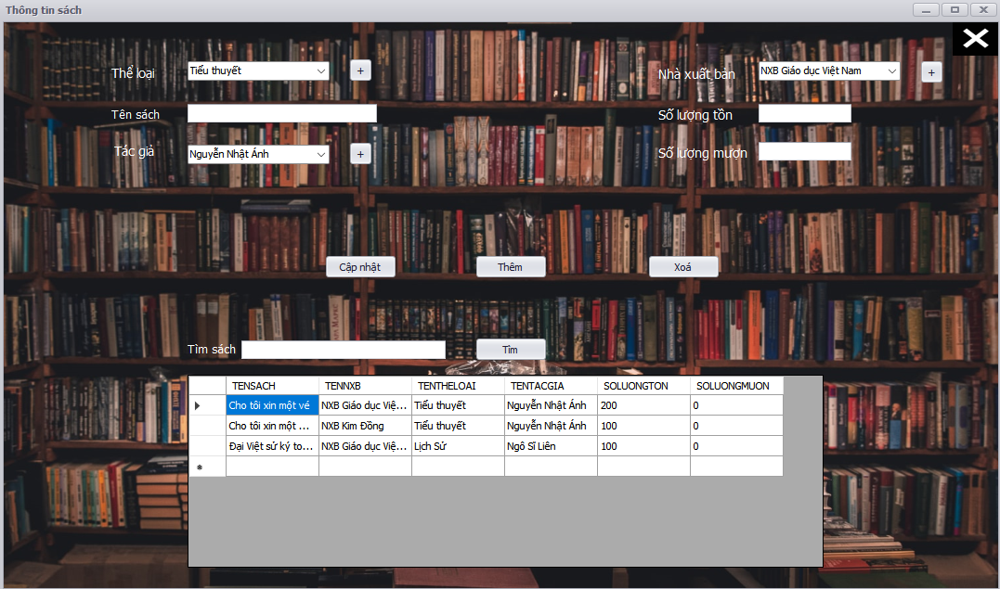 Thông tin sách
Thể loại
Tiểu thuyết
+
Nhà xuất bản
NXB Giáo dục Việt Nam
+
Tên sách
Số lượng tồn
Tác giả
Nguyễn Nhật Ánh
+
Số lượng mượn
Cập nhật
Thêm
Xoá
Tìm sách
Tìm
TENSACH TENNXB TENTHELOAI TENTACGIA SOLUONGTON SOLUONGMUON
Cho tôi xin một vé NXB Giáo dục Việ... Tiểu thuyết Nguyễn Nhật Ánh 200 0
Cho tôi xin một ... NXB Kim Đồng Tiểu thuyết Nguyễn Nhật Ánh 100 0
Đại Việt sử ký to... NXB Giáo dục Việ... Lịch Sử Ngô Sĩ Liên 100 0